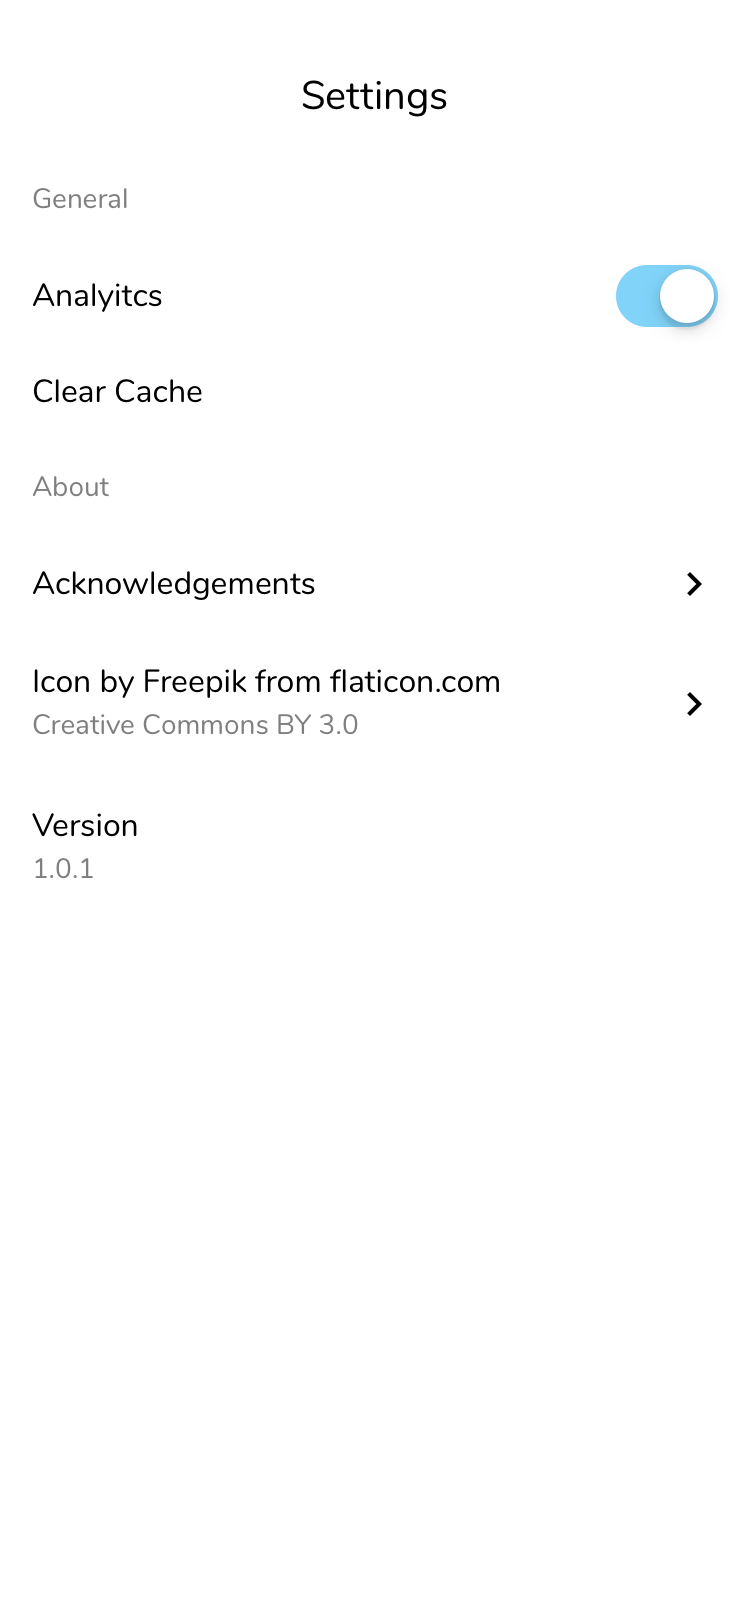 Settings
General
Analyitcs
Clear Cache
About
Acknowledgements
Icon by Freepik from flaticon.com
Creative Commons BY 3.0
Version
1.0.1